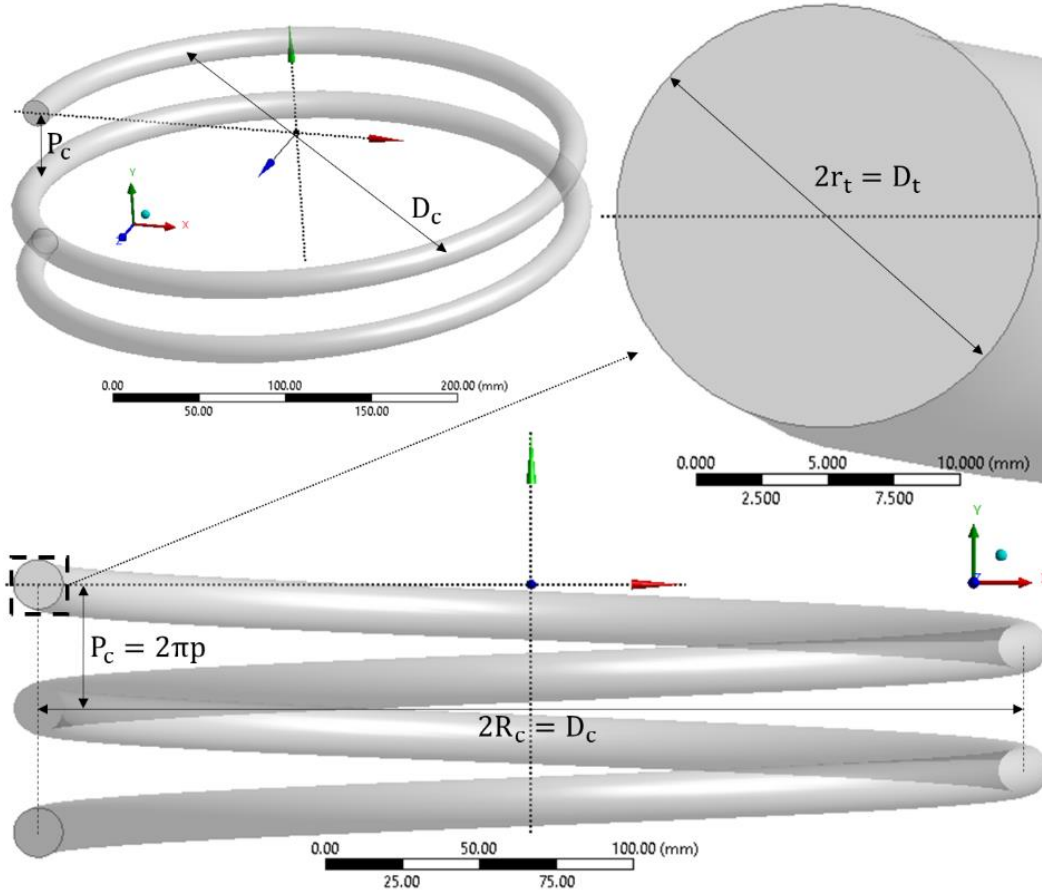 P_c
D_c
Y
X
Z
0.00 100.00 200.00 (mm)
50.00 150.00
2r_t = D_t
0.000 5.000 10.000 (mm)
2.500 7.500
Y
Z
P_c = 2πp
2R_c = D_c
0.00 50.00 100.00 (mm)
25.00 75.00